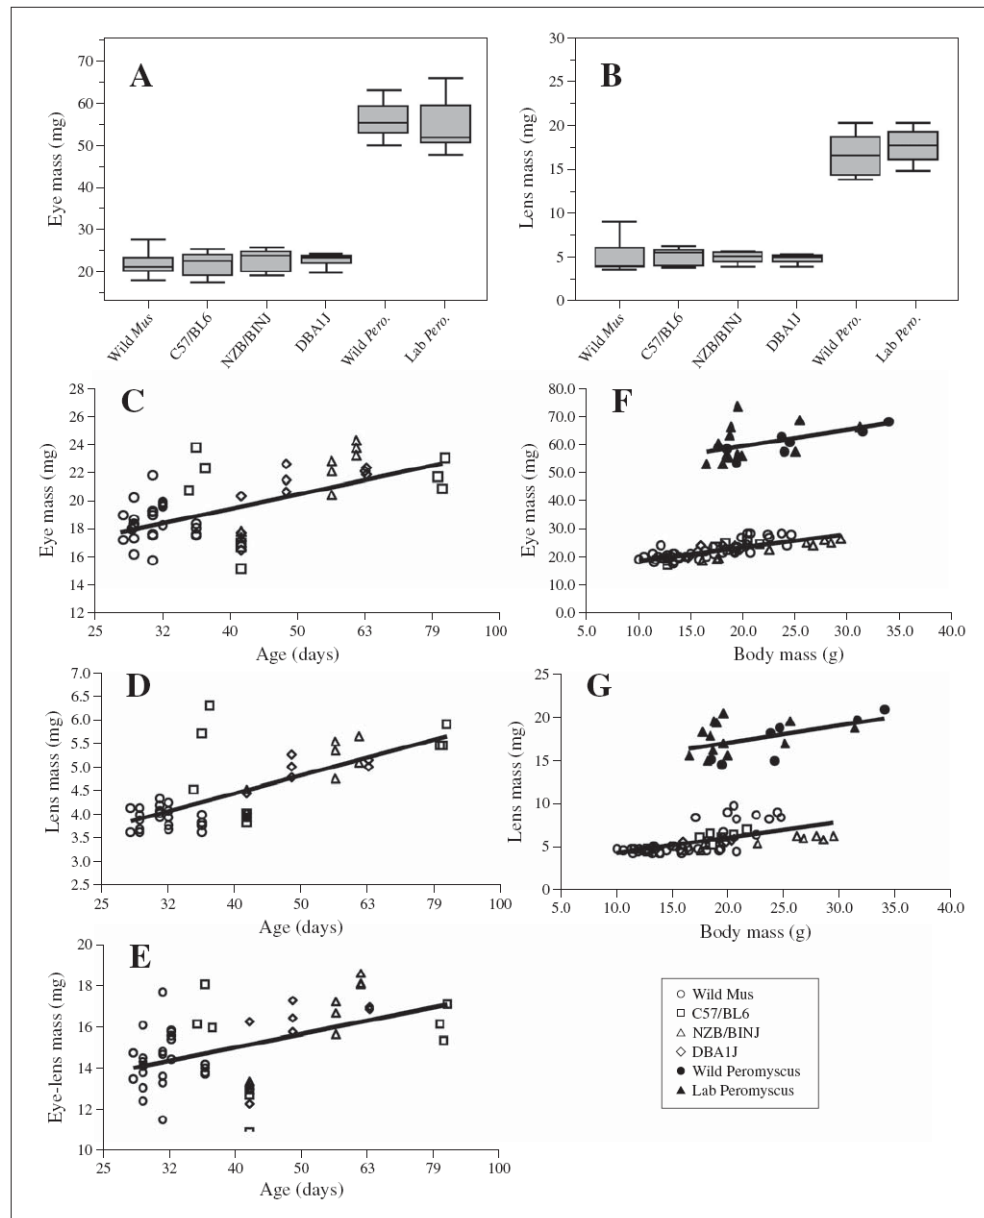 A
Eye mass (mg)
70
60
50
40
30
20
Wild Mus
C57/BL6
NZB/BINJ
DBA1J
Wild Pero.
Lab Pero.
B
Lens mass (mg)
30
25
20
15
10
5
0
Wild Mus
C57/BL6
NZB/BINJ
DBA1J
Wild Pero.
Lab Pero.
C
Eye mass (mg)
28
26
24
22
20
18
16
14
12
25 32 40 50 63 79 100
Age (days)
F
Eye mass (mg)
80.0
70.0
60.0
50.0
40.0
30.0
20.0
10.0
0.0
5.0 10.0 15.0 20.0 25.0 30.0 35.0 40.0
Body mass (g)
D
Lens mass (mg)
7.0
6.5
6.0
5.5
5.0
4.5
4.0
3.5
3.0
2.5
25 32 40 50 63 79 100
Age (days)
G
Lens mass (mg)
25
20
15
10
5
0
5.0 10.0 15.0 20.0 25.0 30.0 35.0 40.0
Body mass (g)
E
Eye-lens mass (mg)
20
18
16
14
12
10
25 32 40 50 63 79 100
Age (days)
Wild Mus
C57/BL6
NZB/BINJ
DBA1J
Wild Peromyscus
Lab Peromyscus